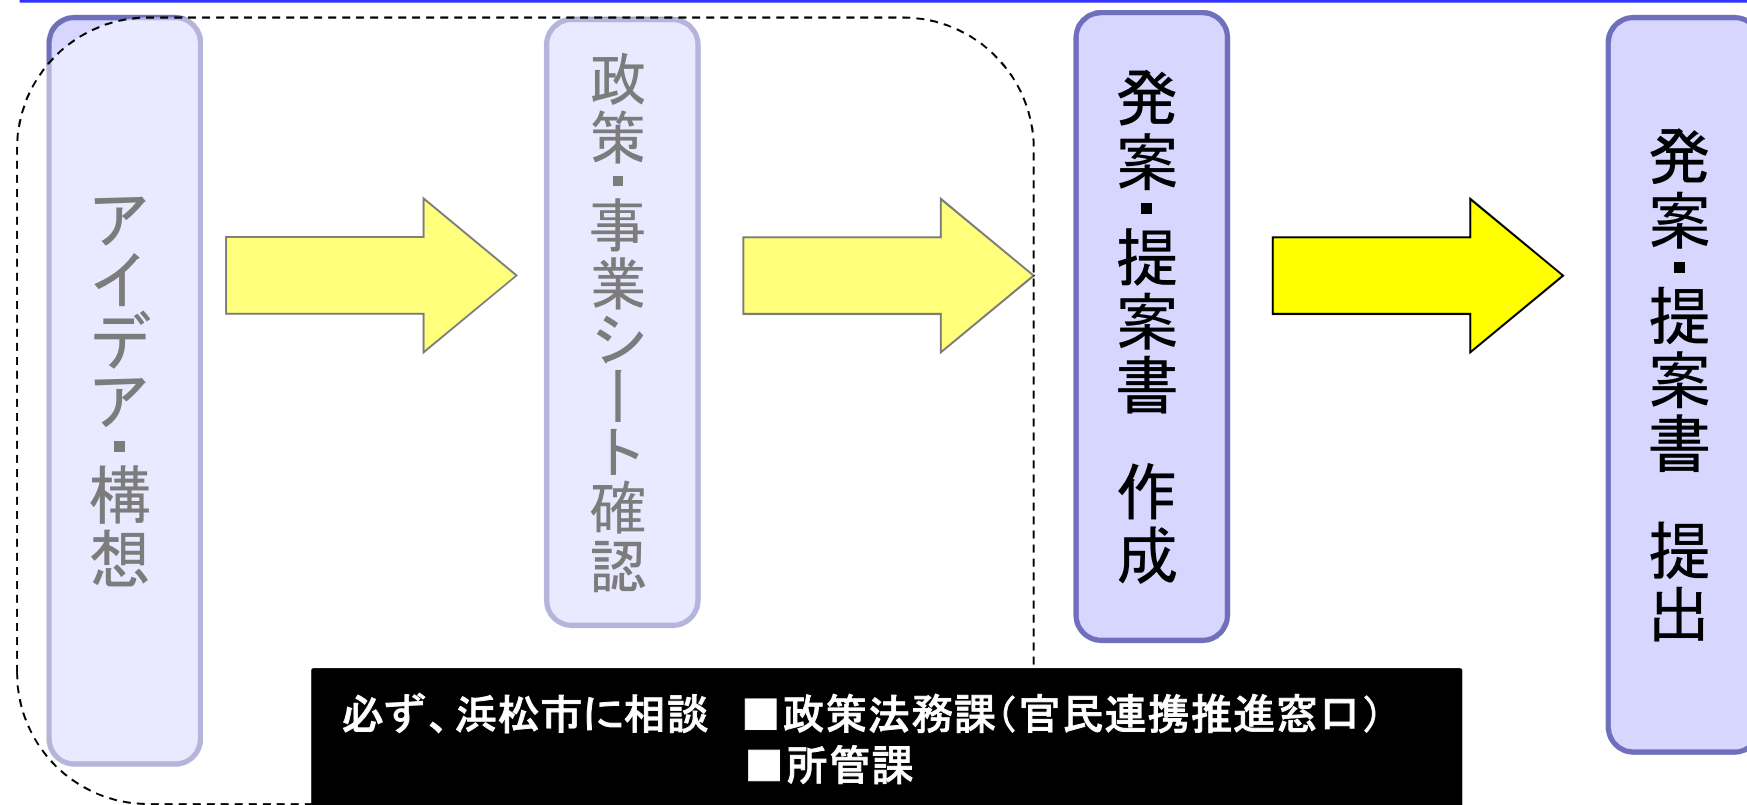 アイデア・構想
政策・事業シート確認
発案・提案書　作成
発案・提案書　提出
必ず、浜松市に相談　■政策法務課（官民連携推進窓口）
■所管課